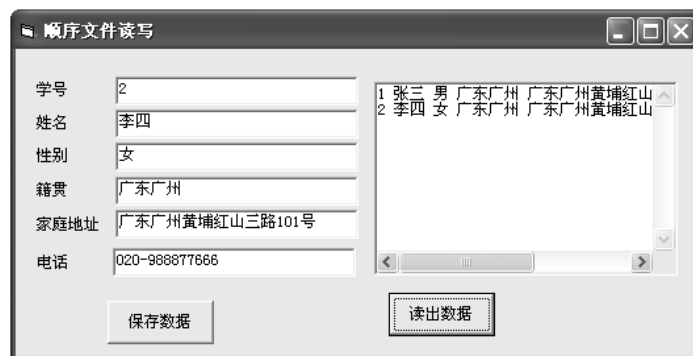 顺序文件读写
学号
2
姓名
李四
性别
女
籍贯
广东广州
家庭地址
广东广州黄埔红山三路101号
电话
020-988877666
1 张三 男 广东广州 广东广州黄埔红山
2 李四 女 广东广州 广东广州黄埔红山
保存数据
读出数据